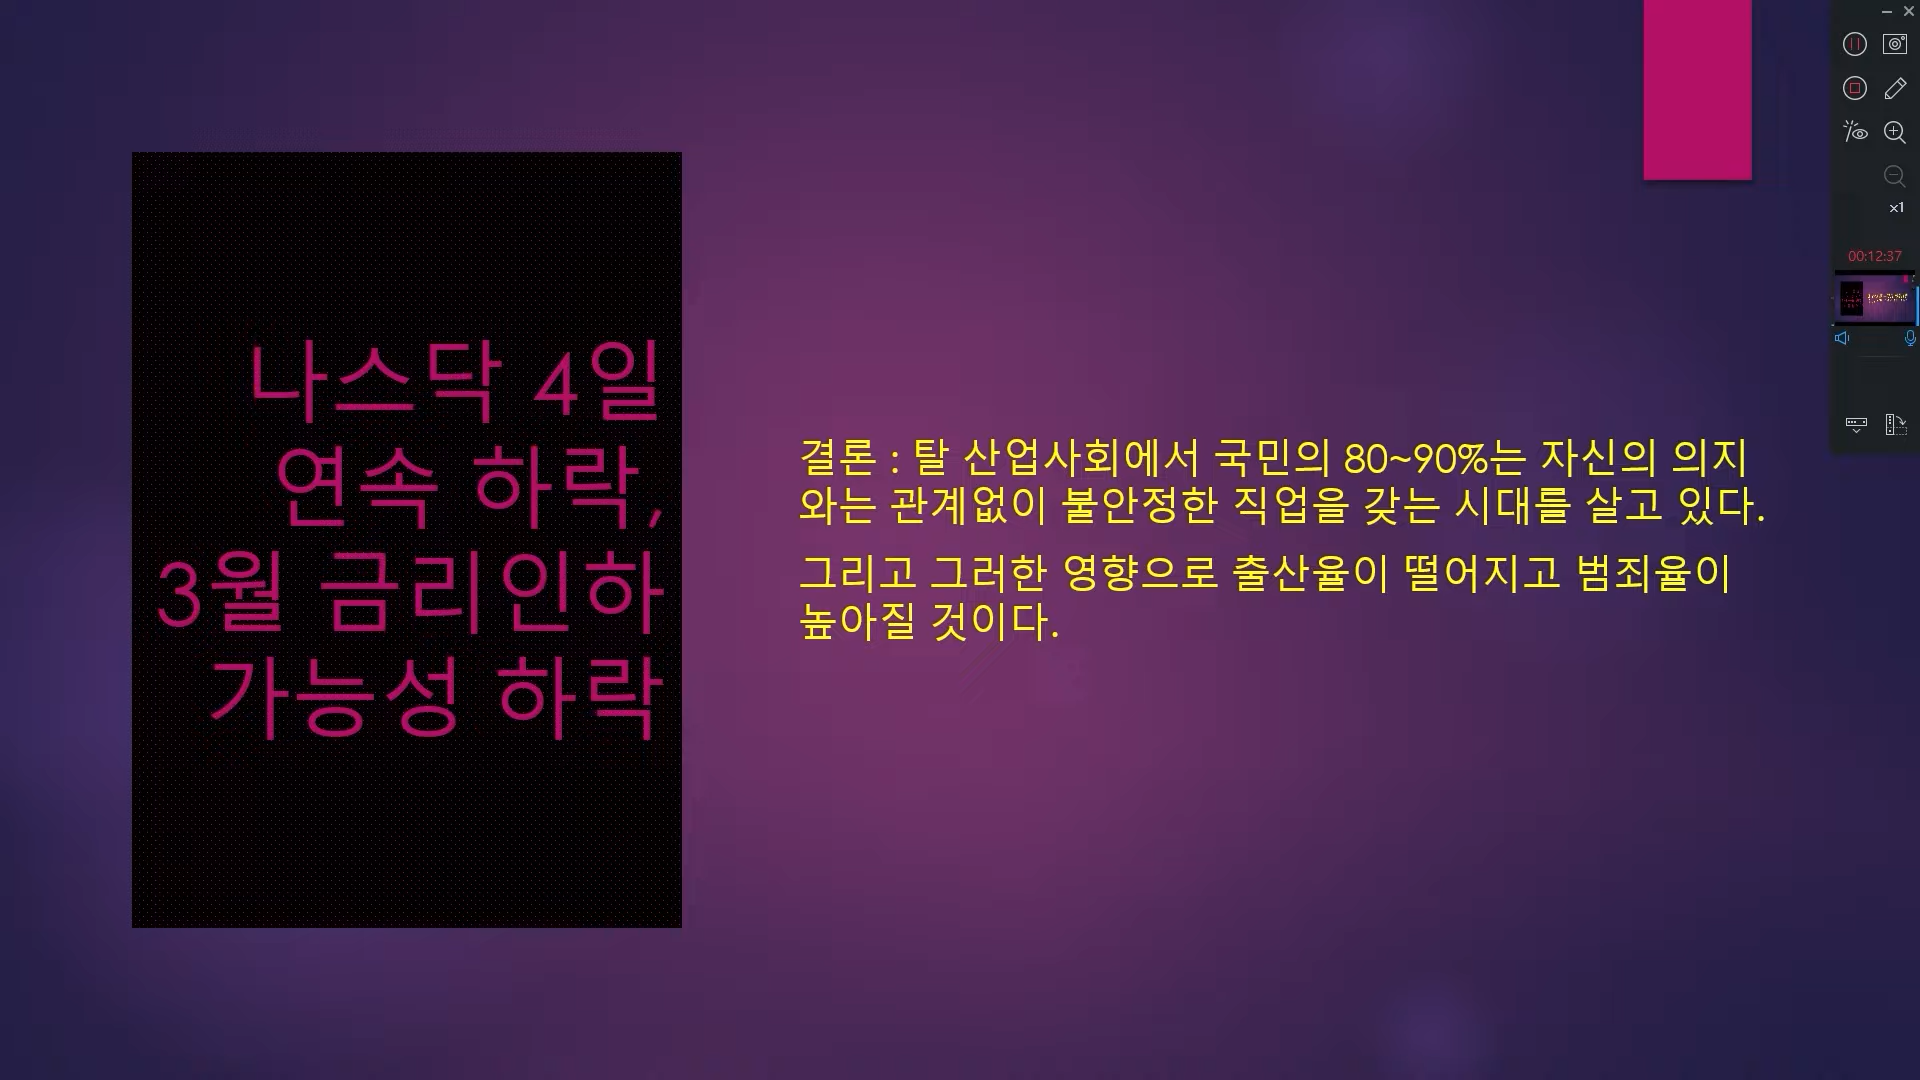 나스닥 4일
연속 하락,
3월 금리인하
가능성 하락
결론 : 탈 산업사회에서 국민의 80~90%는 자신의 의지
와는 관계없이 불안정한 직업을 갖는 시대를 살고 있다.
그리고 그러한 영향으로 출산율이 떨어지고 범죄율이
높아질 것이다.
x1
00:12:37